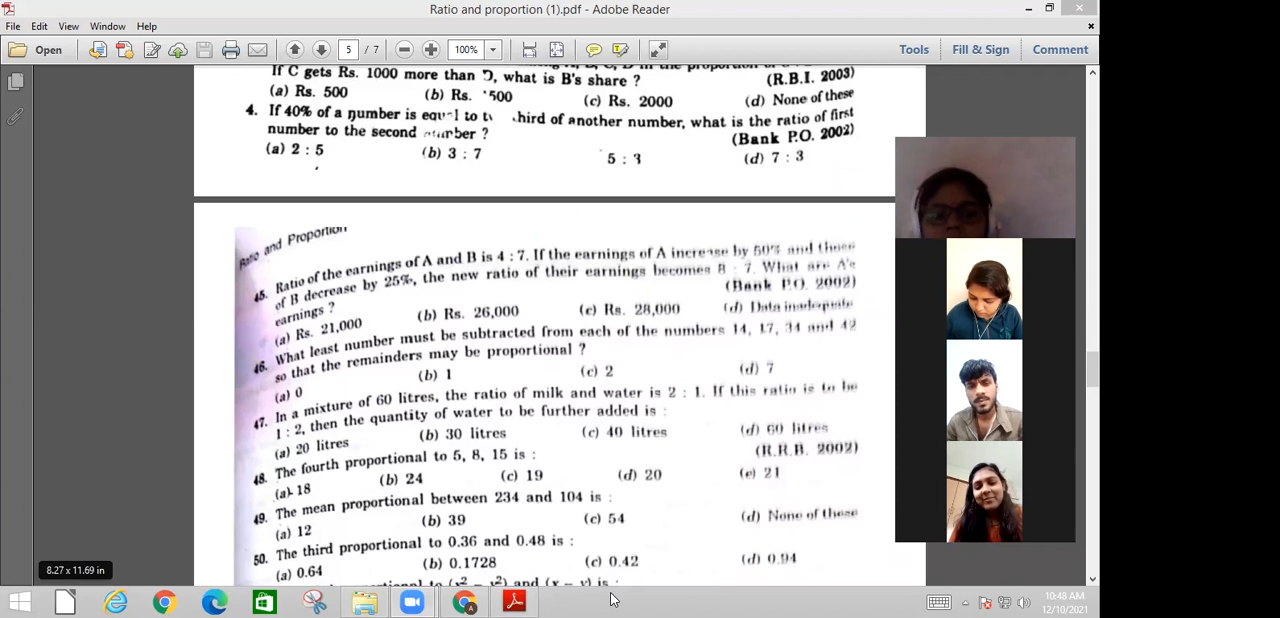 Ratio and proportion (1).pdf - Adobe Reader
File Edit View Window Help
Open 5 / 7 100% Tools Fill & Sign Comment
If C gets Rs. 1000 more than D, what is B's share ? (R.B.I. 2003)
(a) Rs. 500 (b) Rs. 500 (c) Rs. 2000 (d) None of these
4. If 40% of a number is equal to third of another number, what is the ratio of first
number to the second number ? (Bank P.O. 2002)
(a) 2 : 5 (b) 3 : 7 5 : 3 (d) 7 : 3
Ratio and Proportion
45. Ratio of the earnings of A and B is 4 : 7. If the earnings of A increase by 50% and those
of B decrease by 25%, the new ratio of their earnings becomes 8 : 7. What are A's
earnings ? (Bank P.O. 2002)
(a) Rs. 21,000 (b) Rs. 26,000 (c) Rs. 28,000 (d) Data inadequate
46. What least number must be subtracted from each of the numbers 14, 17, 34 and 42
so that the remainders may be proportional ?
(a) 0 (b) 1 (c) 2 (d) 7
47. In a mixture of 60 litres, the ratio of milk and water is 2 : 1. If this ratio is to be
1 : 2, then the quantity of water to be further added is :
(a) 20 litres (b) 30 litres (c) 40 litres (d) 60 litres
48. The fourth proportional to 5, 8, 15 is : (R.R.B. 2002)
(a) 18 (b) 24 (c) 19 (d) 20 (e) 21
49. The mean proportional between 234 and 104 is :
(a) 12 (b) 39 (c) 54 (d) None of these
50. The third proportional to 0.36 and 0.48 is :
(a) 0.64 (b) 0.1728 (c) 0.42 (d) 0.94
and (x − y) is :
8.27 x 11.69 in
10:48 AM
12/10/2021